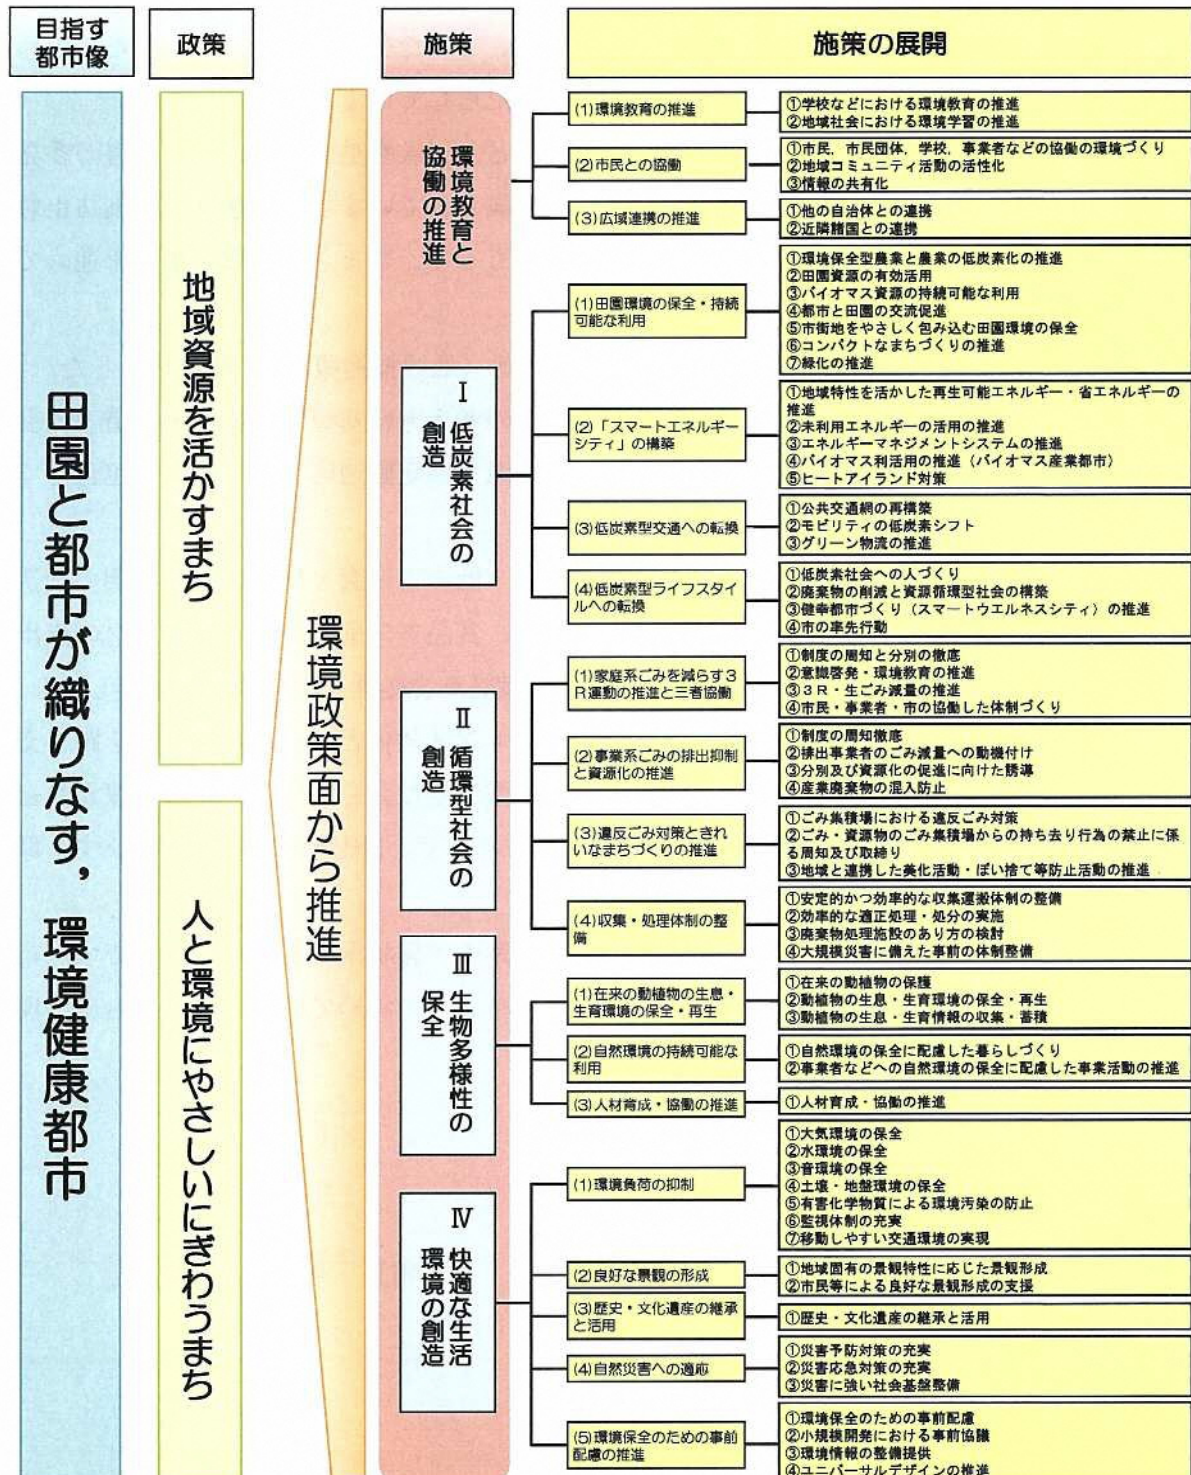 目指す
都市像
政策
施策
施策の展開
田園と都市が織りなす，環境健康都市
地域資源を活かすまち
人と環境にやさしいにぎわうまち
環境政策面から推進
環境教育と
協働の推進
(1)環境教育の推進
①学校などにおける環境教育の推進
②地域社会における環境学習の推進
(2)市民との協働
①市民，市民団体，学校，事業者などの協働の環境づくり
②地域コミュニティ活動の活性化
③情報の共有化
(3)広域連携の推進
①他の自治体との連携
②近隣諸国との連携
Ⅰ 低炭素社会の
創造
(1)田園環境の保全・持続
可能な利用
①環境保全型農業と農業の低炭素化の推進
②田園資源の有効活用
③バイオマス資源の持続可能な利用
④都市と田園の交流促進
⑤市街地をやさしく包み込む田園環境の保全
⑥コンパクトなまちづくりの推進
⑦緑化の推進
(2)「スマートエネルギー
シティ」の構築
①地域特性を活かした再生可能エネルギー・省エネルギーの
推進
②未利用エネルギーの活用の推進
③エネルギーマネジメントシステムの推進
④バイオマス利活用の推進（バイオマス産業都市）
⑤ヒートアイランド対策
(3)低炭素型交通への転換
①公共交通網の再構築
②モビリティの低炭素シフト
③グリーン物流の推進
(4)低炭素型ライフスタイ
ルへの転換
①低炭素社会への人づくり
②廃棄物の削減と資源循環型社会の構築
③健幸都市づくり（スマートウエルネスシティ）の推進
④市の率先行動
Ⅱ 循環型社会の
創造
(1)家庭系ごみを減らす３
Ｒ運動の推進と三者協働
①制度の周知と分別の徹底
②意識啓発・環境教育の推進
③３Ｒ・生ごみ減量の推進
④市民・事業者・市の協働した体制づくり
(2)事業系ごみの排出抑制
と資源化の推進
①制度の周知徹底
②排出事業者のごみ減量への動機付け
③分別及び資源化の促進に向けた誘導
④産業廃棄物の混入防止
(3)違反ごみ対策ときれ
いなまちづくりの推進
①ごみ集積場における違反ごみ対策
②ごみ・資源物のごみ集積場からの持ち去り行為の禁止に係
る周知及び取締り
③地域と連携した美化活動・ぽい捨て等防止活動の推進
(4)収集・処理体制の整
備
①安定的かつ効率的な収集運搬体制の整備
②効率的な適正処理・処分の実施
③廃棄物処理施設のあり方の検討
④大規模災害に備えた事前の体制整備
Ⅲ 生物多様性の
保全
(1)在来の動植物の生息・
生育環境の保全・再生
①在来の動植物の保護
②動植物の生息・生育環境の保全・再生
③動植物の生息・生育情報の収集・蓄積
(2)自然環境の持続可能な
利用
①自然環境の保全に配慮した暮らしづくり
②事業者などへの自然環境の保全に配慮した事業活動の推進
(3)人材育成・協働の推進
①人材育成・協働の推進
Ⅳ 快適な生活
環境の創造
(1)環境負荷の抑制
①大気環境の保全
②水環境の保全
③音環境の保全
④土壌・地盤環境の保全
⑤有害化学物質による環境汚染の防止
⑥監視体制の充実
⑦移動しやすい交通環境の実現
(2)良好な景観の形成
①地域固有の景観特性に応じた景観形成
②市民等による良好な景観形成の支援
(3)歴史・文化遺産の継承
と活用
①歴史・文化遺産の継承と活用
(4)自然災害への適応
①災害予防対策の充実
②災害応急対策の充実
③災害に強い社会基盤整備
(5)環境保全のための事前
配慮の推進
①環境保全のための事前配慮
②小規模開発における事前協議
③環境情報の整備提供
④ユニバーサルデザインの推進